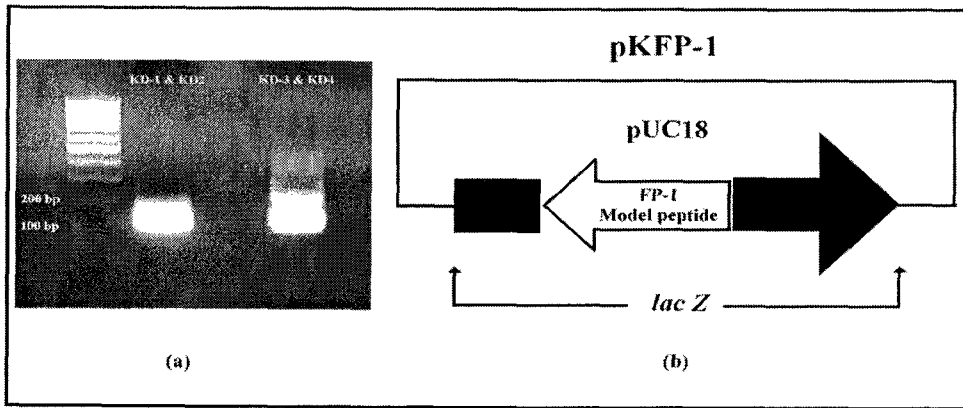 KD-1 & KD2
KD-3 & KD4
200 bp
100 bp
(a)
pKFP-1
pUC18
FP-1
Model peptide
lac Z
(b)